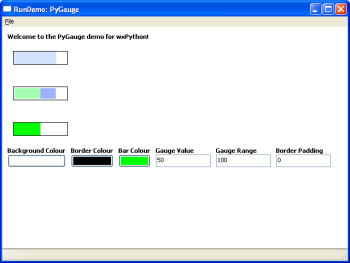 RunDemo: PyGauge
File
Welcome to the PyGauge demo for wxPython!
Background Colour Border Colour Bar Colour Gauge Value Gauge Range Border Padding
50 100 0